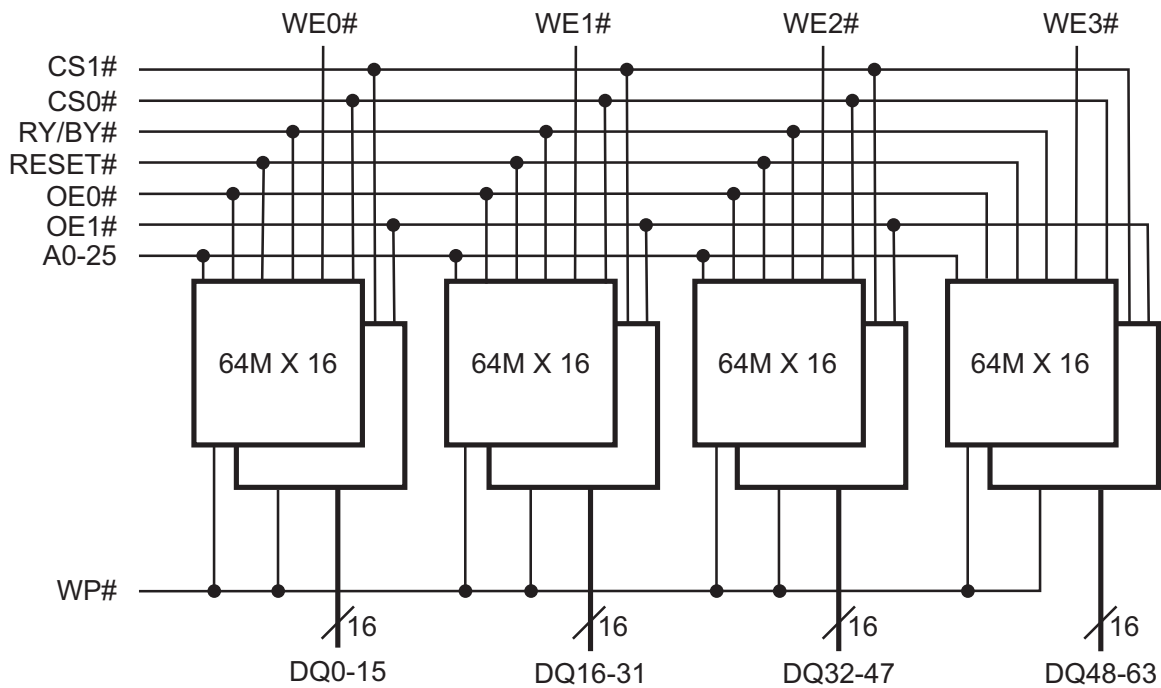 WE0# WE1# WE2# WE3#
CS1#
CS0#
RY/BY#
RESET#
OE0#
OE1#
A0-25
64M X 16 64M X 16 64M X 16 64M X 16
WP#
16 16 16 16
DQ0-15 DQ16-31 DQ32-47 DQ48-63